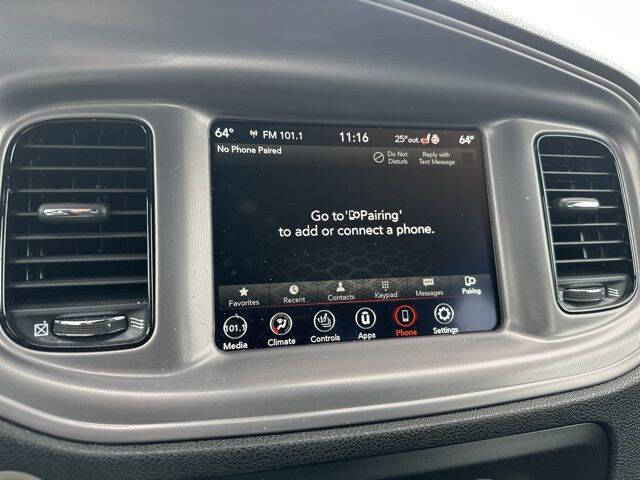 64° FM 101.1 11:16 25°out 64°
No Phone Paired
Do Not Disturb
Reply with Text Message
Go to 'Pairing'
to add or connect a phone.
Favorites Recent Contacts Keypad Messages Pairing
101.1
Media Climate Controls Apps Phone Settings